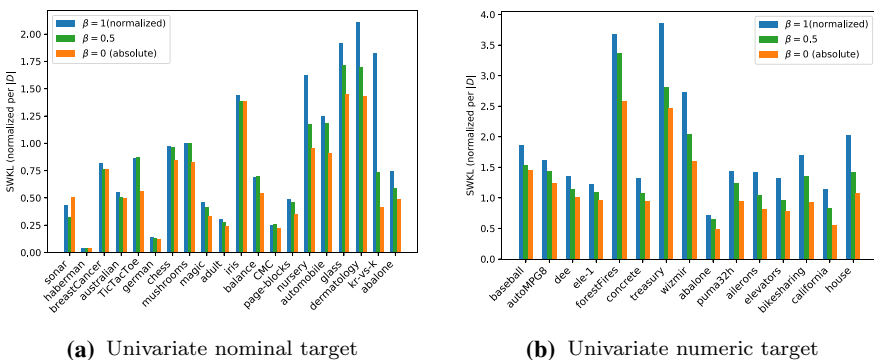 β = 1(normalized)
β = 0.5
β = 0 (absolute)
SWKL (normalized per |D|)
2.00
1.75
1.50
1.25
1.00
0.75
0.50
0.25
0.00
sonar
haberman
breastCancer
australian
TicTacToe
german
chess
mushrooms
magic
adult
iris
balance
CMC
page-blocks
nursery
automobile
glass
dermatology
kr-vs-k
abalone
(a) Univariate nominal target
β = 1 (normalized)
β = 0.5
β = 0 (absolute)
SWKL (normalized per |D|)
4.0
3.5
3.0
2.5
2.0
1.5
1.0
0.5
0.0
baseball
autoMPG8
dee
ele-1
forestFires
concrete
treasury
wizmir
abalone
puma32h
ailerons
elevators
bikesharing
california
house
(b) Univariate numeric target